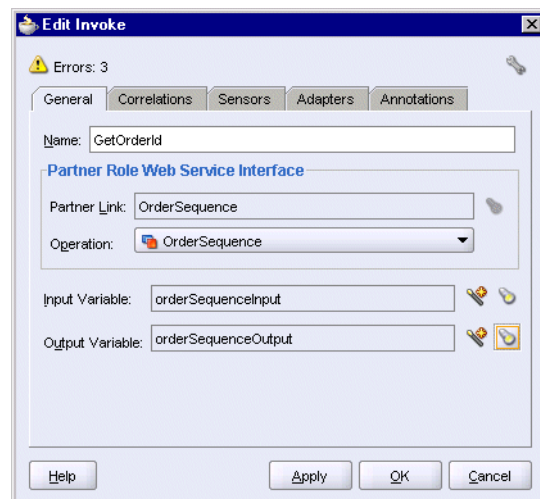 Edit Invoke
Errors: 3
General Correlations Sensors Adapters Annotations
Name: GetOrderId
Partner Role Web Service Interface
Partner Link: OrderSequence
Operation: OrderSequence
Input Variable: orderSequenceInput
Output Variable: orderSequenceOutput
Help Apply OK Cancel